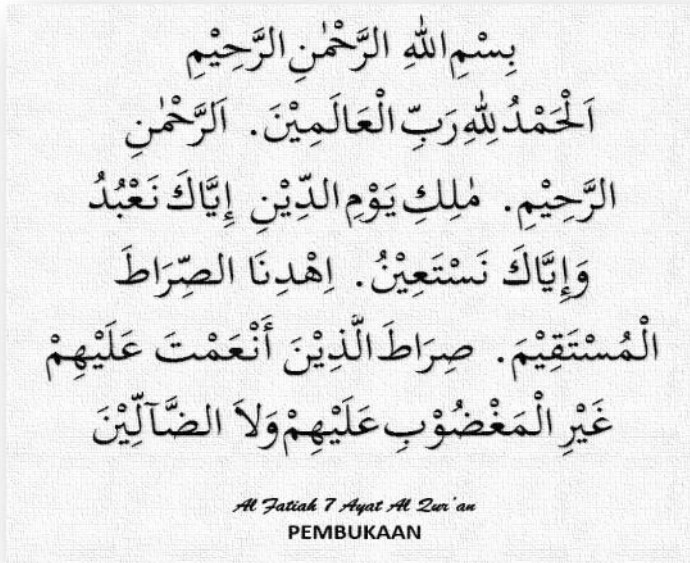 بِسْمِ اللهِ الرَّحْمٰنِ الرَّحِيْمِ
اَلْحَمْدُ لِلّٰهِ رَبِّ الْعَالَمِيْنَ. اَلرَّحْمٰنِ
الرَّحِيْمِ. مٰلِكِ يَوْمِ الدِّيْنِ إِيَّاكَ نَعْبُدُ
وَإِيَّاكَ نَسْتَعِيْنُ. اِهْدِنَا الصِّرَاطَ
الْمُسْتَقِيْمَ. صِرَاطَ الَّذِيْنَ أَنْعَمْتَ عَلَيْهِمْ
غَيْرِ الْمَغْضُوْبِ عَلَيْهِمْ وَلاَ الضَّآلِّيْنَ
Al Fatiah 7 Ayat Al Qur'an
PEMBUKAAN